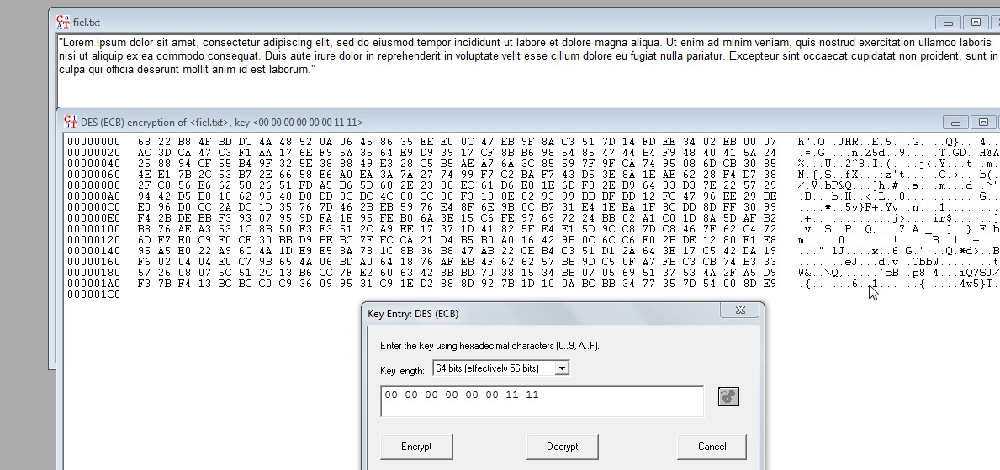 fiel.txt
"Lorem ipsum dolor sit amet, consectetur adipiscing elit, sed do eiusmod tempor incididunt ut labore et dolore magna aliqua. Ut enim ad minim veniam, quis nostrud exercitation ullamco laboris
nisi ut aliquip ex ea commodo consequat. Duis aute irure dolor in reprehenderit in voluptate velit esse cillum dolore eu fugiat nulla pariatur. Excepteur sint occaecat cupidatat non proident, sunt in
culpa qui officia deserunt mollit anim id est laborum."
DES (ECB) encryption of <fiel.txt>, key <00 00 00 00 00 00 11 11>
00000000 68 22 B8 4F BD DC 4A 48 52 0A 06 45 86 35 EE E0 0C 47 EB 9F 8A C3 51 7D 14 FD EE 34 02 EB 00 07 h".O..JHR..E.5...G....Q}...4....
00000020 AC 3D CA 47 C3 F1 AA 17 6E F9 5A 35 64 E9 D9 39 17 CF 8B B6 98 54 85 47 44 B4 F9 48 40 41 5A 24 .=.G....n.Z5d..9.....T.GD..H@A
00000040 25 88 94 CF 55 B4 9F 32 5E 38 88 49 E3 28 C5 B5 AE A7 6A 3C 85 59 7F 9F CA 74 95 08 6D CB 30 85 %...U..2^8.I.(....j<.Y...t..m.
00000060 4E E1 7B 2C 53 B7 2E 66 58 E6 A0 EA 3A 7A 27 74 99 F7 C2 BA F7 43 D5 3E 8A 1E AE 62 28 F4 D7 38 N.{,S..fX...:z't.....C.>...b(.
00000080 2F C8 56 E6 62 50 26 51 FD A5 B6 5D 68 2E 23 88 EC 61 D6 E8 1E 6D F8 2E B9 64 83 D3 7E 22 57 29 /.V.bP&Q...]h.#..a...m...d..~"
000000A0 94 42 D5 B0 10 62 95 48 D0 DD 3C BC 4C 08 CC 38 F3 18 8E 02 93 99 BB BF DD 12 FC 47 96 EE 29 BE .B...b.H..<.L..8...........G..
000000C0 E0 96 D0 CC 2A DC 1D 35 76 7D 46 2B EB 59 76 E4 8F 6E 9B 0C B7 31 E4 1E EA 1F 8C DD 8D FF 30 99 ....*..5v}F+.Yv..n...1........
000000E0 F4 2B DE BB F3 93 07 95 9D FA 1E 95 FE B0 6A 3E 15 C6 FE 97 69 72 24 BB 02 A1 C0 1D 8A 5D AF B2 .+............j>....ir$......]
00000100 B8 76 AE A3 53 1C 8B 50 F3 F3 51 2C A9 EE 17 37 1D 41 82 5F E4 E1 5D 9C C8 7D C8 46 7F 62 C4 72 .v..S..P..Q,...7.A._..]..}.F.b
00000120 6D F7 E0 C9 F0 CF 30 BB D9 BE BC 7F FC CA 21 D4 B5 B0 A0 16 42 9B 0C 6C C6 F0 2B DE 12 80 F1 E8 m.....0.......!.....B..l..+...
00000140 95 A5 E0 22 A9 6C 4A 1D E9 E5 8A 78 1C 8B 36 B8 47 AB 22 CE B4 C3 51 D1 2A 64 3E 17 C5 42 DA 19 ...".lJ....x..6.G."...Q.*d>..B
00000160 F6 02 04 04 E0 C7 9B 65 4A 06 BD A0 64 18 76 AF EB 4F 62 62 57 BB 9D C5 0F A7 FB C3 CB 74 B3 33 .......eJ...d.v..ObbW........t
00000180 57 26 08 07 5C 51 2C 13 B6 CC 7F E2 60 63 42 8B BD 70 38 15 34 BB 07 05 69 51 37 53 4A 2F A5 D9 W&..\Q,.....`cB..p8.4...iQ7SJ/
000001A0 F3 7B F4 13 BC BC C0 C9 36 09 95 31 C9 1E D2 88 8D 92 7B 1D 10 0A BC BB 34 77 35 7D 54 00 8D E9 .{......6..1......{.....4w5}T.
000001C0
Key Entry: DES (ECB)
Enter the key using hexadecimal characters (0..9, A..F).
Key length: 64 bits (effectively 56 bits)
00 00 00 00 00 00 11 11
Encrypt Decrypt Cancel